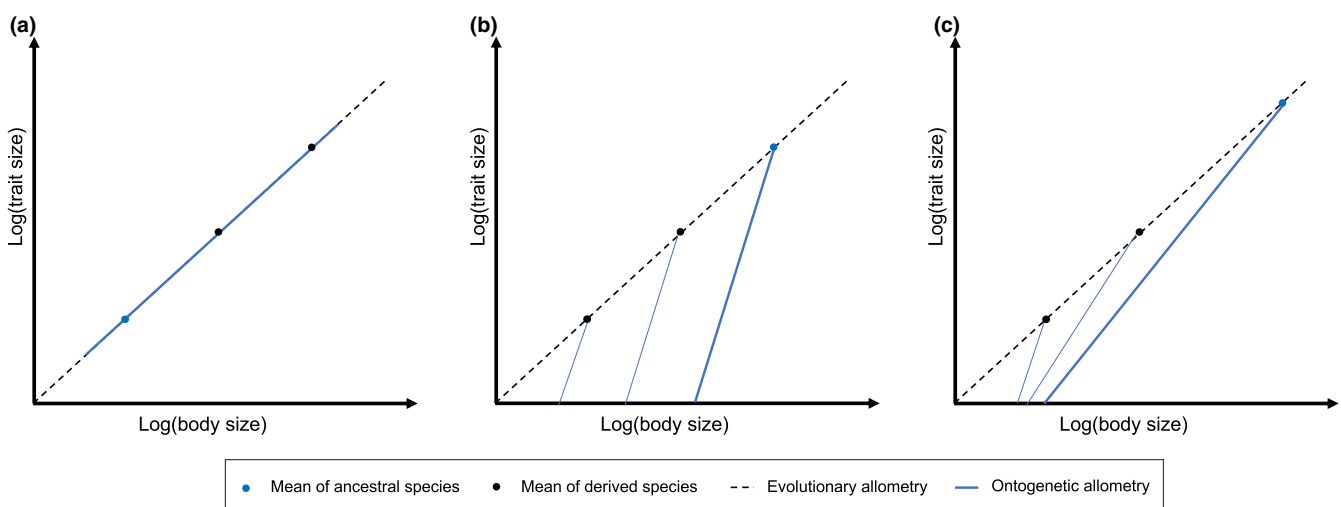 (a)
(b)
(c)
Log(trait size)
Log(trait size)
Log(trait size)
Log(body size)
Log(body size)
Log(body size)
Mean of ancestral species
Mean of derived species
Evolutionary allometry
Ontogenetic allometry